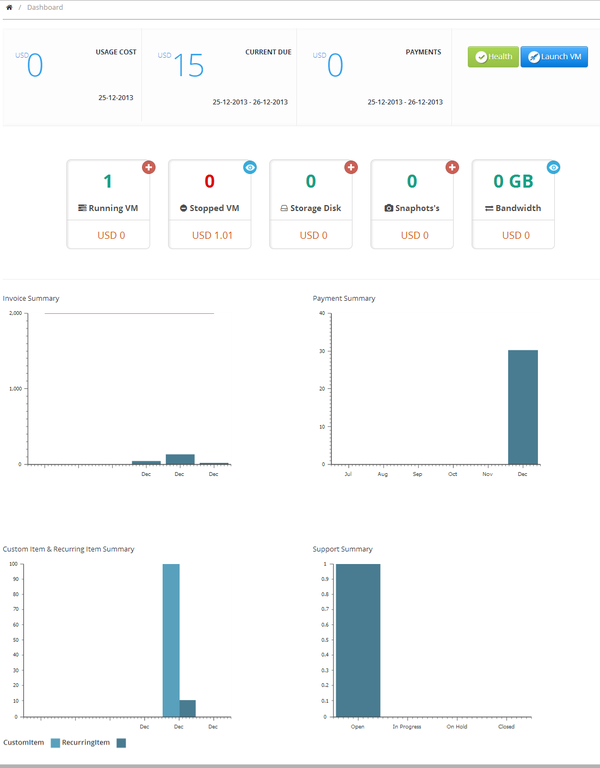 / Dashboard
USD 0 USAGE COST
25-12-2013
USD 15 CURRENT DUE
25-12-2013 - 26-12-2013
USD 0 PAYMENTS
25-12-2013 - 26-12-2013
Health
Launch VM
1
Running VM
USD 0
0
Stopped VM
USD 1.01
0
Storage Disk
USD 0
0
Snaphots's
USD 0
0 GB
Bandwidth
USD 0
Invoice Summary
2,000
1,000
0
Dec Dec Dec
Payment Summary
40
30
20
10
0
Jul Aug Sep Oct Nov Dec
Custom Item & Recurring Item Summary
100
90
80
70
60
50
40
30
20
10
0
Dec Dec Dec
CustomItem RecurringItem
Support Summary
1
0.9
0.8
0.7
0.6
0.5
0.4
0.3
0.2
0.1
0
Open In Progress On Hold Closed